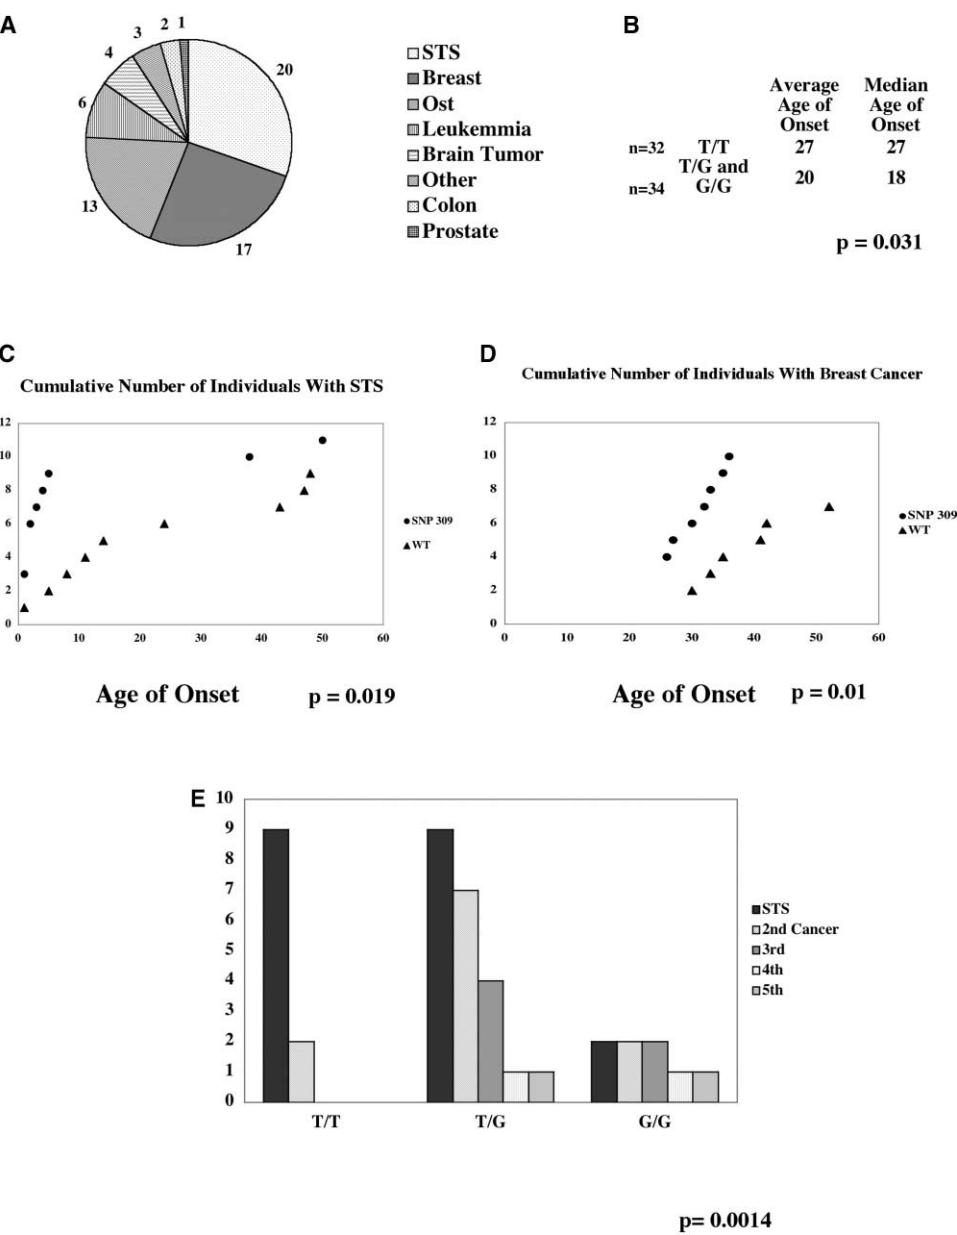 A
1
2
3
4
6
13
17
20
STS
Breast
Ost
Leukemmia
Brain Tumor
Other
Colon
Prostate
B
Average Age of Onset
Median Age of Onset
n=32 T/T 27 27
n=34 T/G and G/G 20 18
p = 0.031
C
Cumulative Number of Individuals With STS
12
10
8
6
4
2
0
0 10 20 30 40 50 60
SNP 309
WT
Age of Onset p = 0.019
D
Cumulative Number of Individuals With Breast Cancer
12
10
8
6
4
2
0
0 10 20 30 40 50 60
SNP 309
WT
Age of Onset p = 0.01
E
10
9
8
7
6
5
4
3
2
1
0
T/T T/G G/G
STS
2nd Cancer
3rd
4th
5th
p= 0.0014